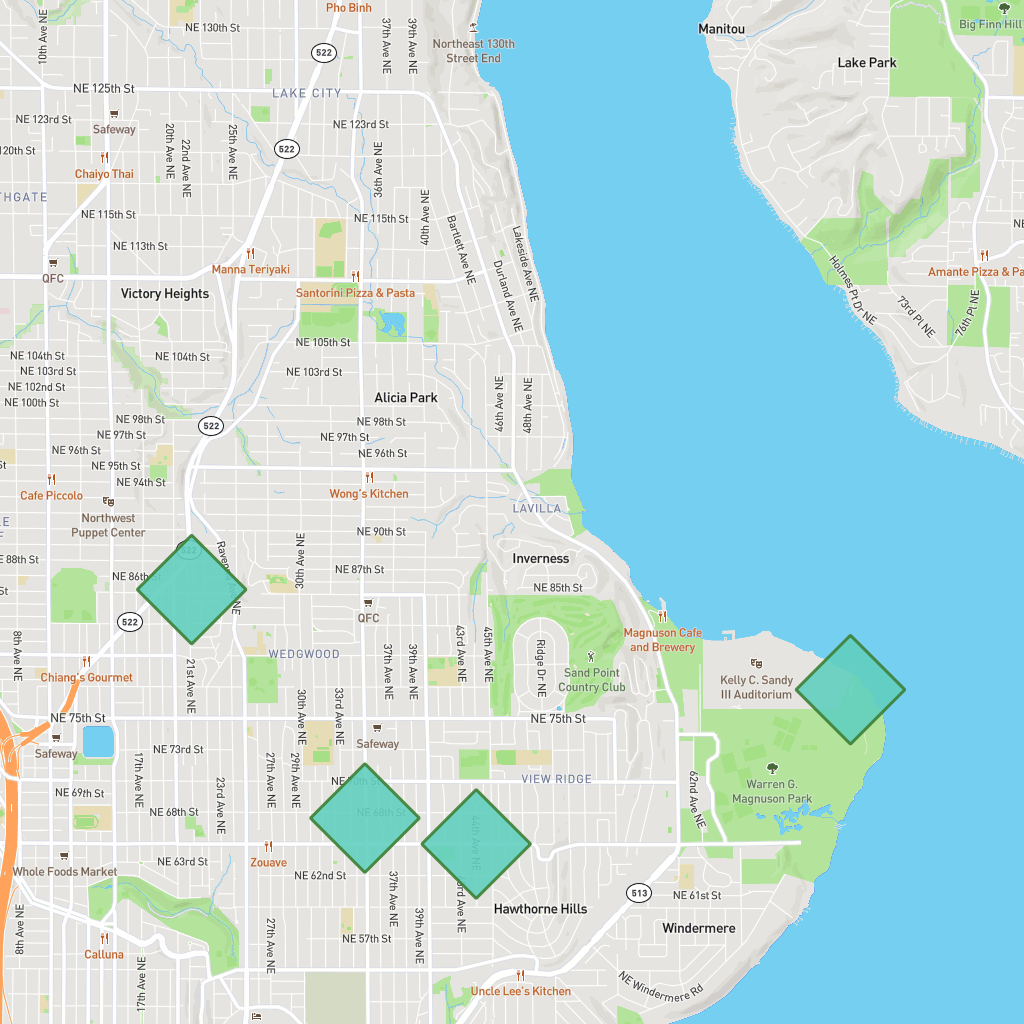 Pho Binh
NE 130th St
10th Ave NE
37th Ave NE
39th Ave NE
522
Northeast 130th
Street End
Manitou
Big Finn Hill
Lake Park
NE 125th St
LAKE CITY
NE 123rd St
Safeway
NE 123rd St
20th Ave NE
22nd Ave NE
25th Ave NE
522
120th St
36th Ave NE
Chaiyo Thai
THGATE
40th Ave NE
NE 115th St
NE 115th St
Bartlett Ave NE
Lakeside Ave NE
NE 113th St
Manna Teriyaki
QFC
Durland Ave NE
Holmes Pt Dr NE
Amante Pizza & Pa
Victory Heights
Santorini Pizza & Pasta
73rd Pl NE
76th Pl NE
NE 105th St
NE 104th St
NE 104th St
NE 103rd St
NE 103rd St
NE 102nd St
NE 100th St
Alicia Park
46th Ave NE
48th Ave NE
NE 98th St
522
NE 98th St
NE 97th St
NE 97th St
NE 96th St
NE 96th St
NE 95th St
NE 94th St
Cafe Piccolo
Wong's Kitchen
Northwest
Puppet Center
LAVILLA
NE 90th St
30th Ave NE
522
NE 88th St
Inverness
NE 87th St
NE 86th St
NE 85th St
QFC
522
8th Ave NE
21st Ave NE
WEDGWOOD
37th Ave NE
39th Ave NE
43rd Ave NE
45th Ave NE
Ridge Dr NE
Magnuson Cafe
and Brewery
Sand Point
Country Club
Kelly C. Sandy
III Auditorium
Chiang's Gourmet
30th Ave NE
33rd Ave NE
NE 75th St
NE 75th St
Safeway
Safeway
NE 73rd St
17th Ave NE
23rd Ave NE
27th Ave NE
29th Ave NE
NE 70th St
VIEW RIDGE
62nd Ave NE
Warren G.
Magnuson Park
NE 69th St
NE 68th St
NE 68th St
44th Ave NE
Whole Foods Market
NE 63rd St
Zouave
NE 62nd St
37th Ave NE
39th Ave NE
513
NE 61st St
Hawthorne Hills
Windermere
8th Ave NE
27th Ave NE
NE 57th St
Calluna
17th Ave NE
Uncle Lee's Kitchen
NE Windermere Rd